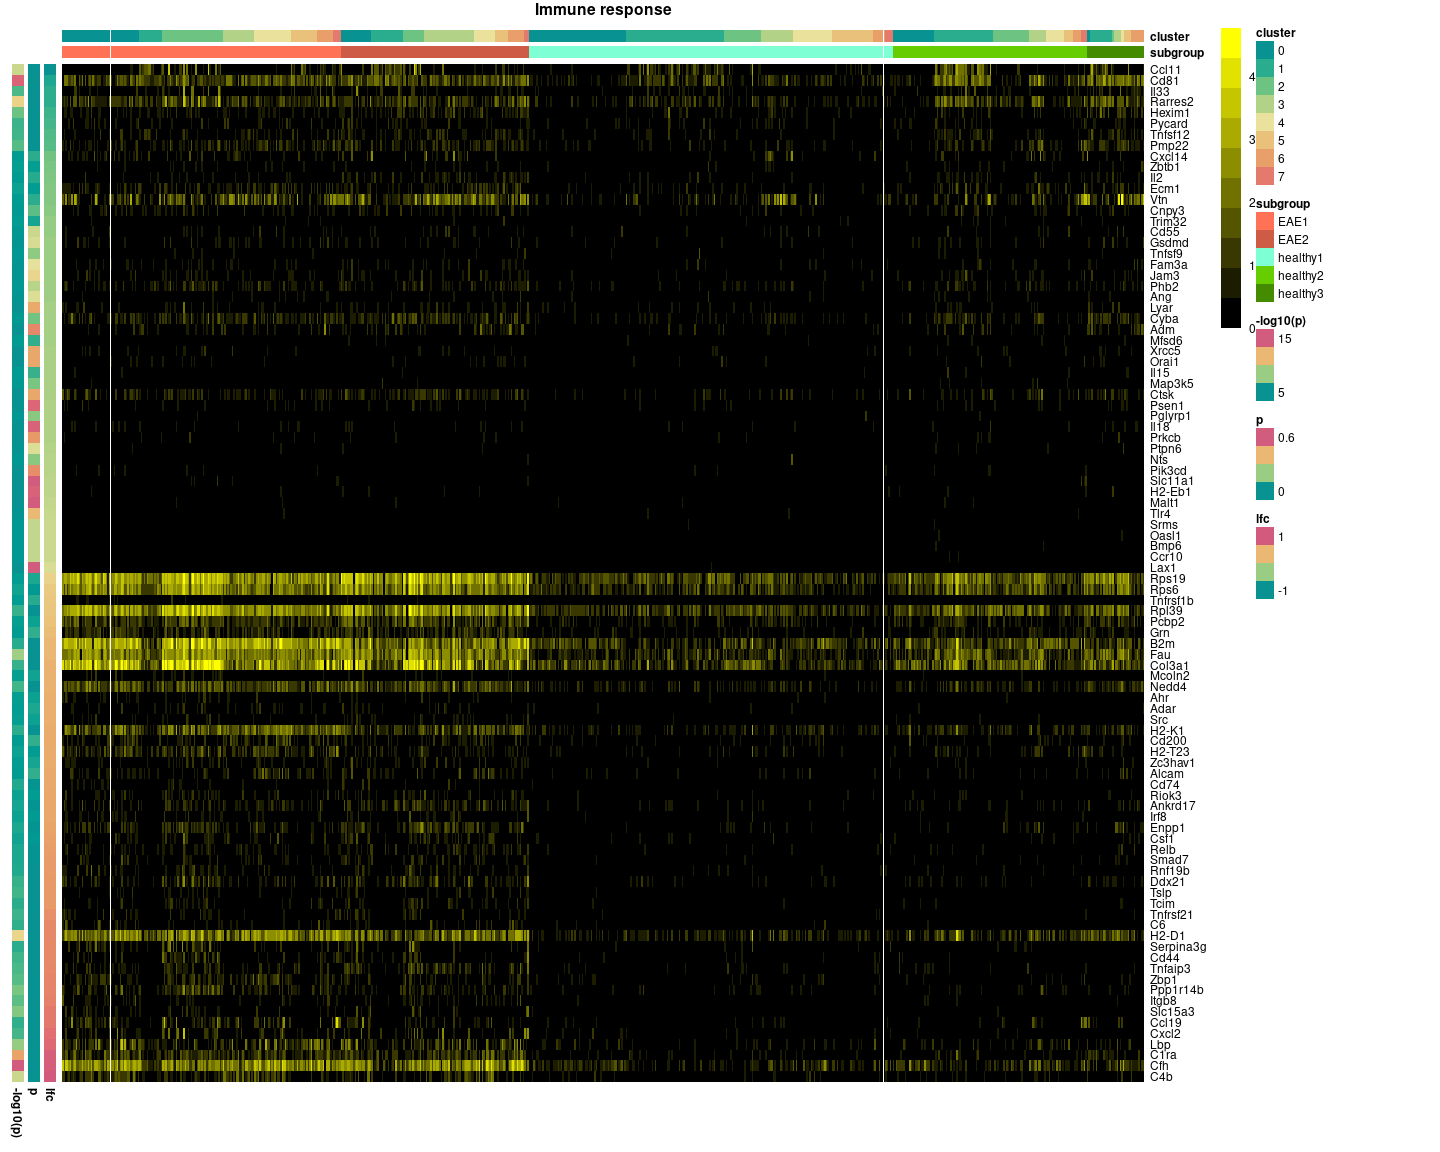 Immune response
cluster
subgroup
Ccl11
Cd81
Il33
Rarres2
Hexim1
Pycard
Tnfsf12
Pmp22
Cxcl14
Zbtb1
Il2
Ecm1
Vtn
Cnpy3
Trim32
Cd55
Gsdmd
Tnfsf9
Fam3a
Jam3
Phb2
Ang
Lyar
Cyba
Adm
Mfsd6
Xrcc5
Orai1
Il15
Map3k5
Ctsk
Psen1
Pglyrp1
Il18
Prkcb
Ptpn6
Nts
Pik3cd
Slc11a1
H2-Eb1
Malt1
Tlr4
Srms
Oasl1
Bmp6
Ccr10
Lax1
Rps19
Rps6
Tnfrsf1b
Rpl39
Pcbp2
Grn
B2m
Fau
Col3a1
Mcoln2
Nedd4
Ahr
Adar
Src
H2-K1
Cd200
H2-T23
Zc3hav1
Alcam
Cd74
Riok3
Ankrd17
Irf8
Enpp1
Csf1
Relb
Smad7
Rnf19b
Ddx21
Tslp
Tcim
Tnfrsf21
C6
H2-D1
Serpina3g
Cd44
Tnfaip3
Zbp1
Ppp1r14b
Itgb8
Slc15a3
Ccl19
Cxcl2
Lbp
C1ra
Cfh
C4b
-log10(p)
p
lfc
4
3
2
1
0
cluster
0
1
2
3
4
5
6
7
subgroup
EAE1
EAE2
healthy1
healthy2
healthy3
-log10(p)
15
5
p
0.6
0
lfc
1
-1